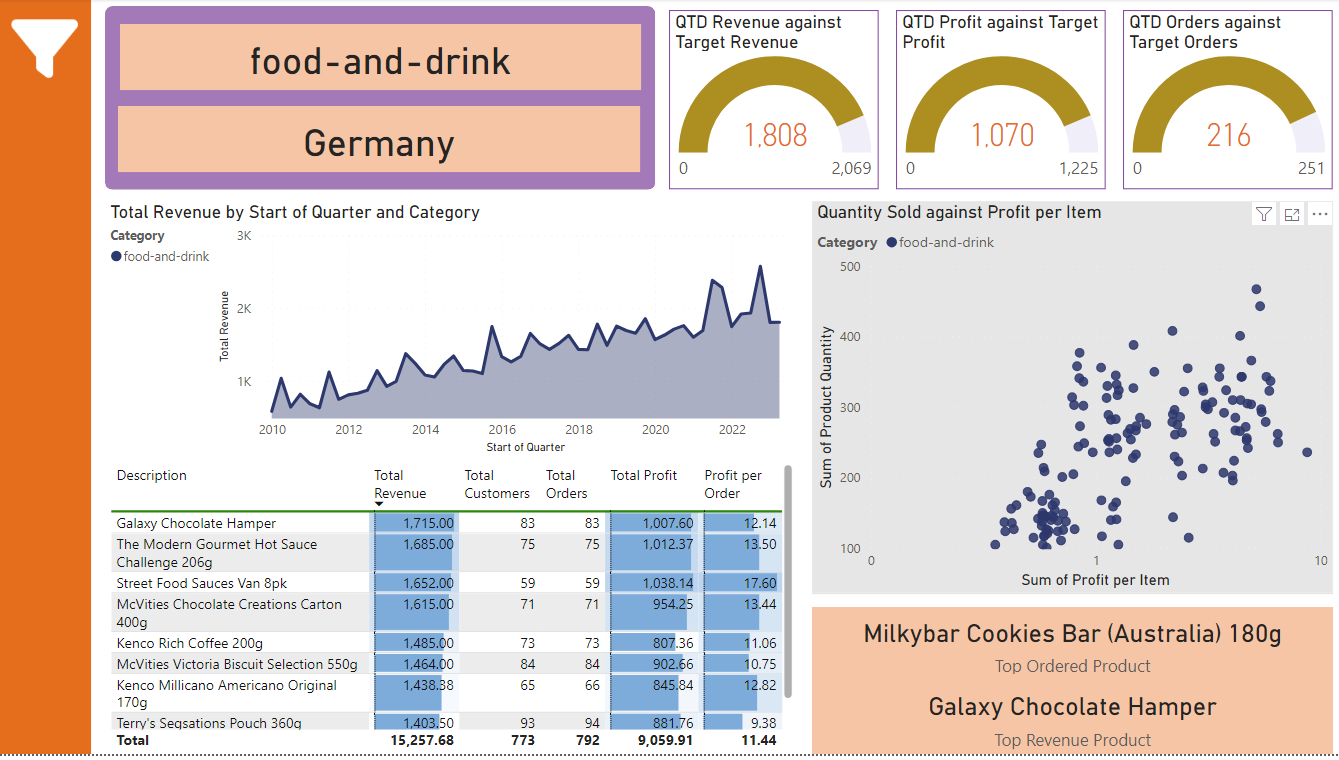 food-and-drink
Germany
QTD Revenue against
Target Revenue
1,808
0
2,069
QTD Profit against Target
Profit
1,070
0
1,225
QTD Orders against
Target Orders
216
0
251
Total Revenue by Start of Quarter and Category
Category
food-and-drink
Total Revenue
3K
2K
1K
2010 2012 2014 2016 2018 2020 2022
Start of Quarter
Quantity Sold against Profit per Item
Category food-and-drink
Sum of Product Quantity
500
400
300
200
100
0 1 10
Sum of Profit per Item
Description Total Revenue Total Customers Total Orders Total Profit Profit per Order
Galaxy Chocolate Hamper 1,715.00 83 83 1,007.60 12.14
The Modern Gourmet Hot Sauce 1,685.00 75 75 1,012.37 13.50
Challenge 206g
Street Food Sauces Van 8pk 1,652.00 59 59 1,038.14 17.60
McVities Chocolate Creations Carton 1,615.00 71 71 954.25 13.44
400g
Kenco Rich Coffee 200g 1,485.00 73 73 807.36 11.06
McVities Victoria Biscuit Selection 550g 1,464.00 84 84 902.66 10.75
Kenco Millicano Americano Original 1,438.38 65 66 845.84 12.82
170g
Terry's Segsations Pouch 360g 1,403.50 93 94 881.76 9.38
Total 15,257.68 773 792 9,059.91 11.44
Milkybar Cookies Bar (Australia) 180g
Top Ordered Product
Galaxy Chocolate Hamper
Top Revenue Product